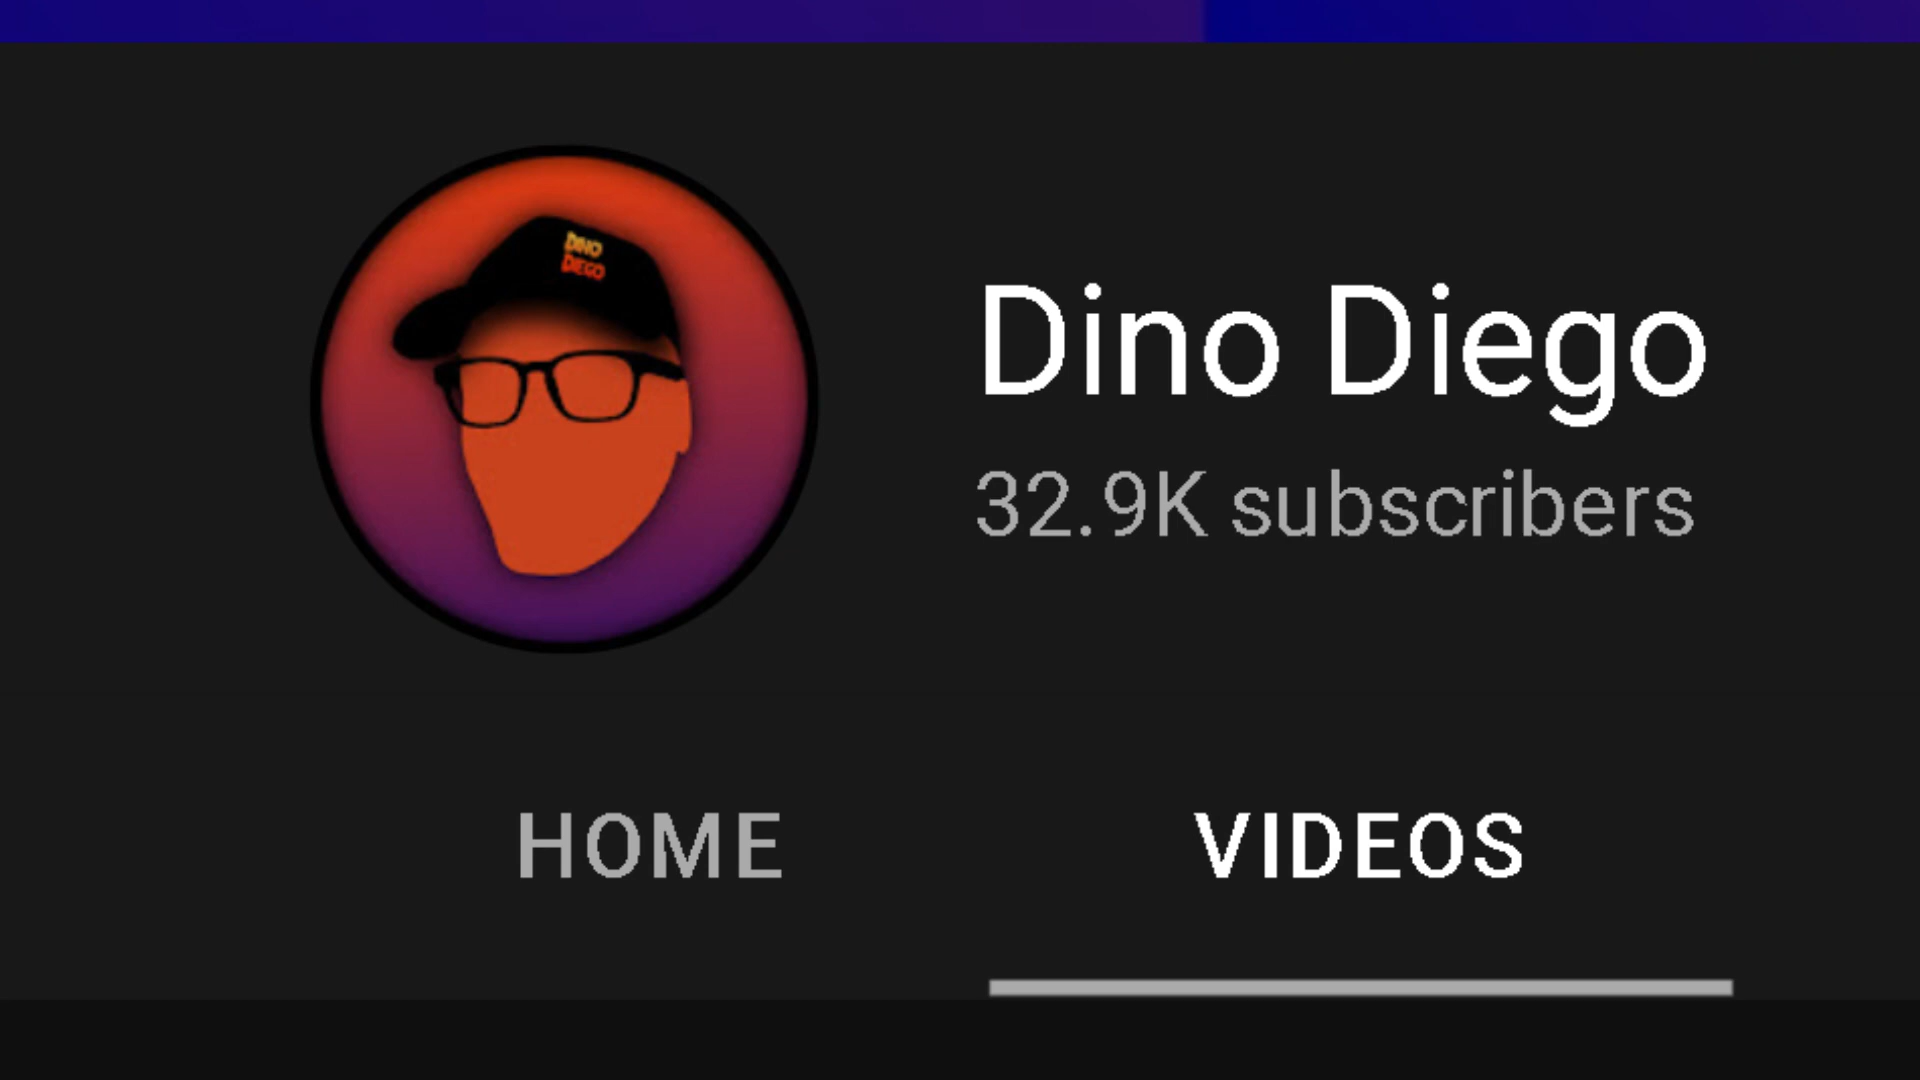 DINO
DIEGO
Dino Diego
32.9K subscribers
HOME
VIDEOS